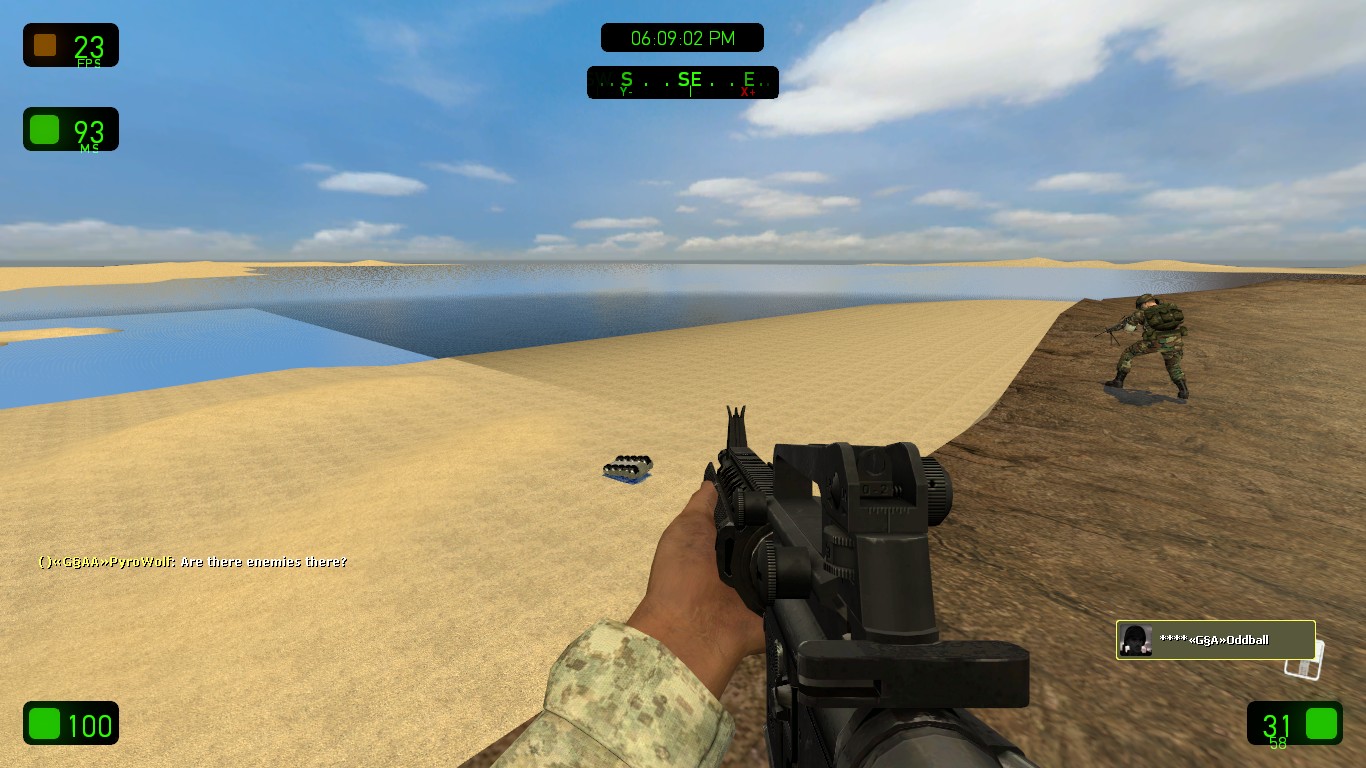 23
FPS
93
MS
06:09:02 PM
. . S . . . SE . . . E . .
Y- X+
( )«G§AA»PyroWolf: Are there enemies there?
****«G§A»Oddball
100
31
58